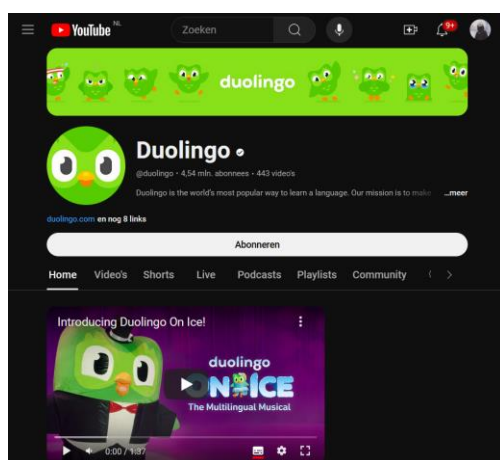 YouTube NL
Zoeken
9+
duolingo
Duolingo
@duolingo • 4,54 mln. abonnees • 443 video's
Duolingo is the world's most popular way to learn a language. Our mission is to make ...meer
duolingo.com en nog 8 links
Abonneren
Home Video's Shorts Live Podcasts Playlists Community
Introducing Duolingo On Ice!
duolingo
ON ICE
The Multilingual Musical
0:00 / 1:37